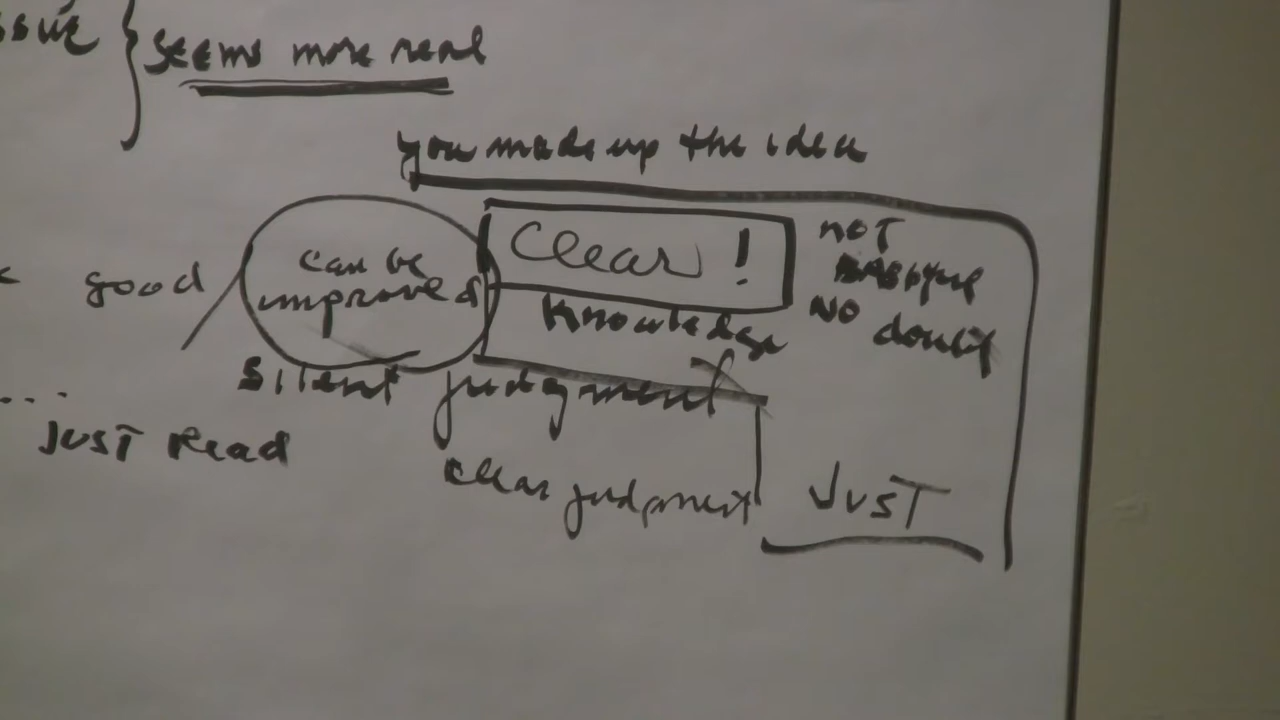 seems more real
you made up the idea
Clear!
NOT
can be
improved
good
Knowledge
NO doubt
Silent judgment
...
JUST Read
clear judgment
JUST